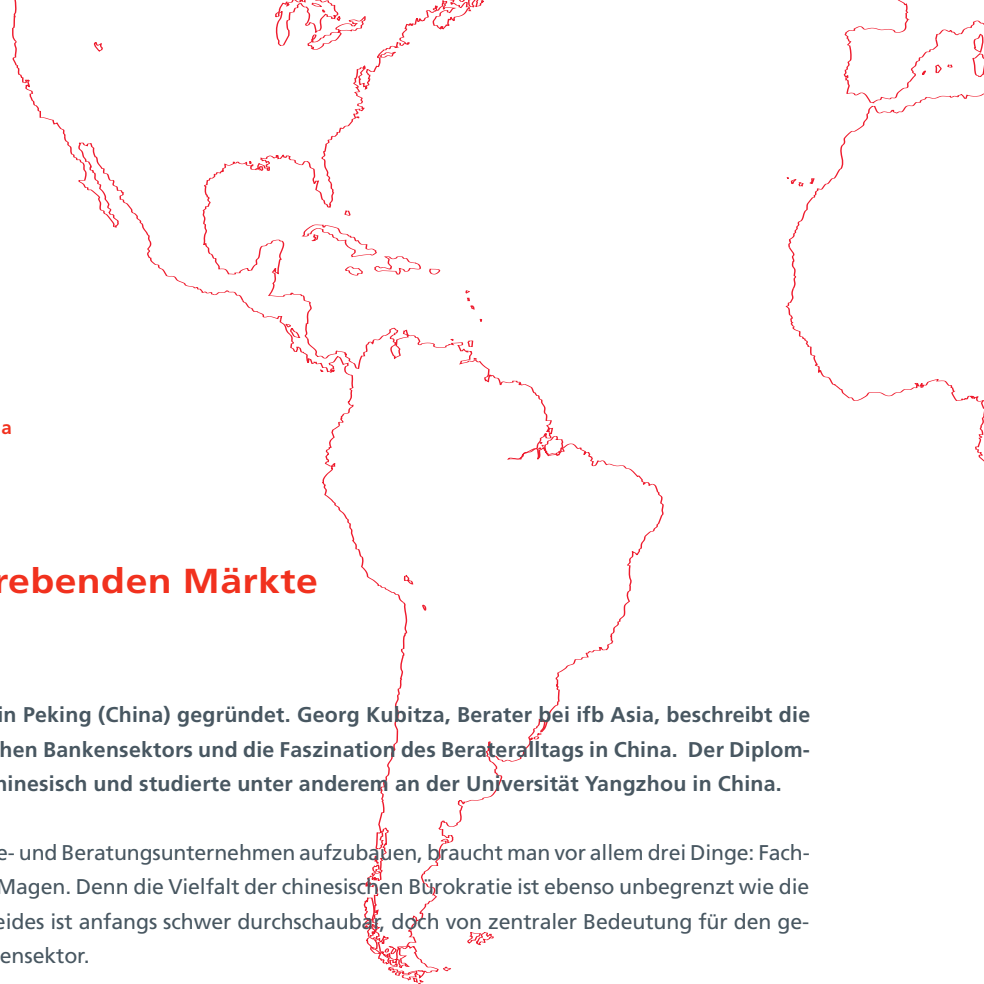 a
rebenden Märkte
in Peking (China) gegründet. Georg Kubitza, Berater bei ifb Asia, beschreibt die
chen Bankensektors und die Faszination des Berateralltags in China. Der Diplom-
hinesisch und studierte unter anderem an der Universität Yangzhou in China.
e- und Beratungsunternehmen aufzubauen, braucht man vor allem drei Dinge: Fach-
Magen. Denn die Vielfalt der chinesischen Bürokratie ist ebenso unbegrenzt wie die
eides ist anfangs schwer durchschaubar, doch von zentraler Bedeutung für den ge-
ensektor.